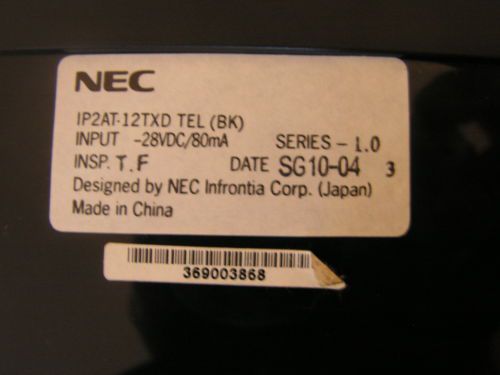 NEC
IP2AT-12TXD TEL (BK)
INPUT -28VDC/80mA SERIES - 1.0
INSP. T.F DATE SG10-04 3
Designed by NEC Infrontia Corp. (Japan)
Made in China
369003868